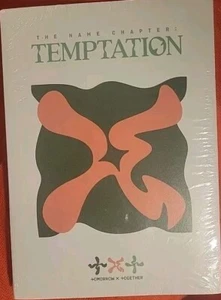 THE NAME CHAPTER:
TEMPTATION
TOMORROW X TOGETHER